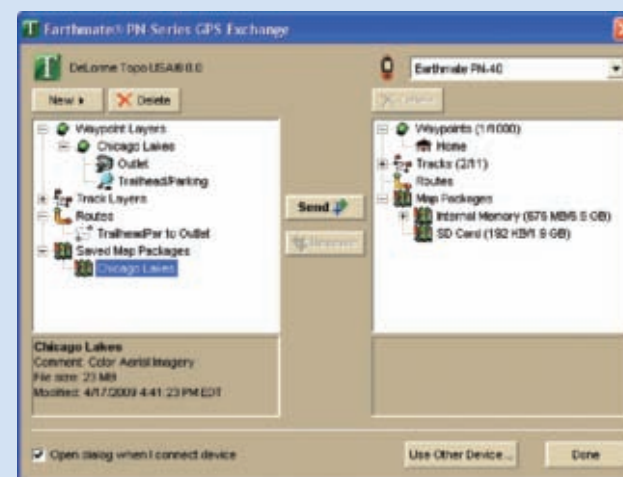 Earthmate® PN-Series GPS Exchange
DeLorme Topo USA® 8.0
Earthmate PN-40
New
Delete
Waypoint Layers
Chicago Lakes
Outlet
Trailhead/Parking
Track Layers
Routes
TrailheadPar to Outlet
Saved Map Packages
Chicago Lakes
Send
Waypoints (1/1000)
Home
Tracks (2/11)
Routes
Map Packages
Internal Memory (675 MB/5.5 GB)
SD Card (192 KB/1.9 GB)
Chicago Lakes
Comment: Color Aerial Imagery
File size: 23 MB
Modified: 4/17/2009 4:41:23 PM EDT
Open dialog when I connect device
Use Other Device...
Done